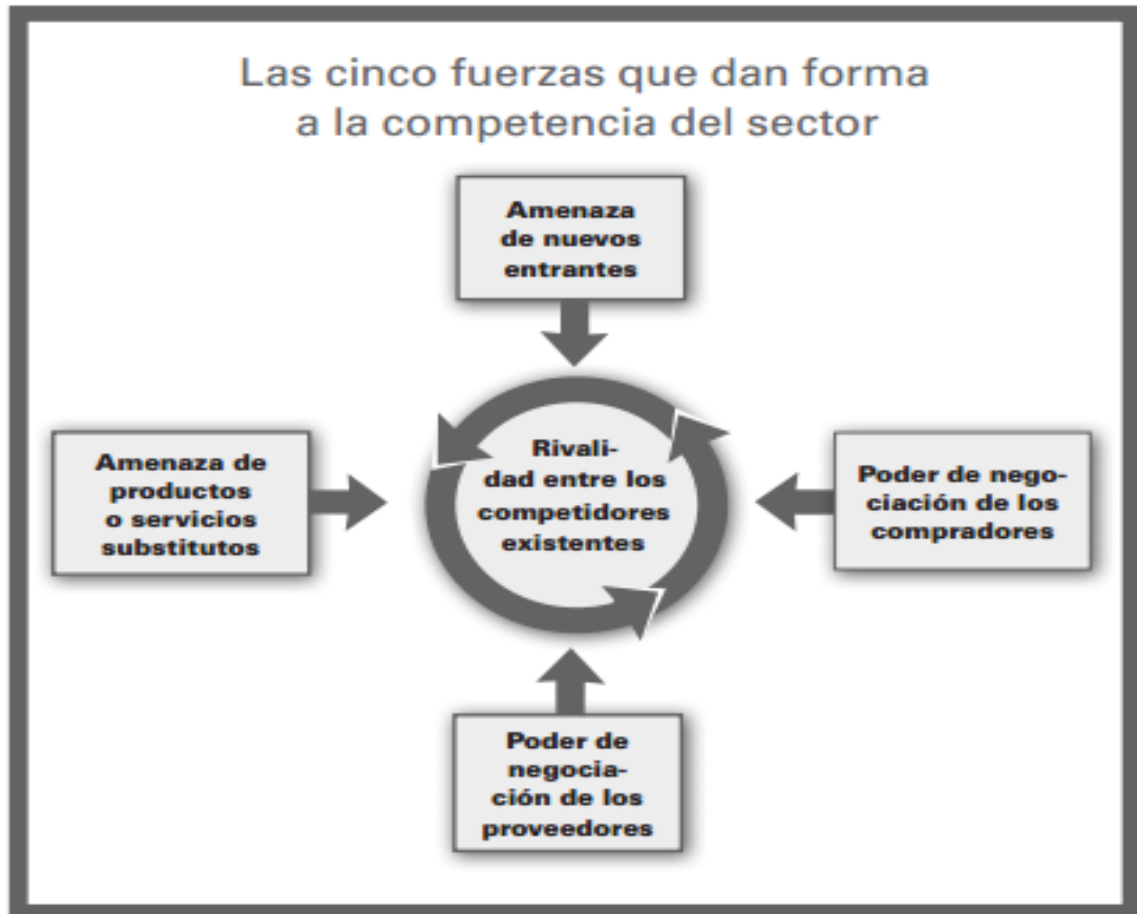 Las cinco fuerzas que dan forma
a la competencia del sector
Amenaza
de nuevos
entrantes
Amenaza de
productos
o servicios
substitutos
Rivali-
dad entre los
competidores
existentes
Poder de nego-
ciación de los
compradores
Poder de
negocia-
ción de los
proveedores